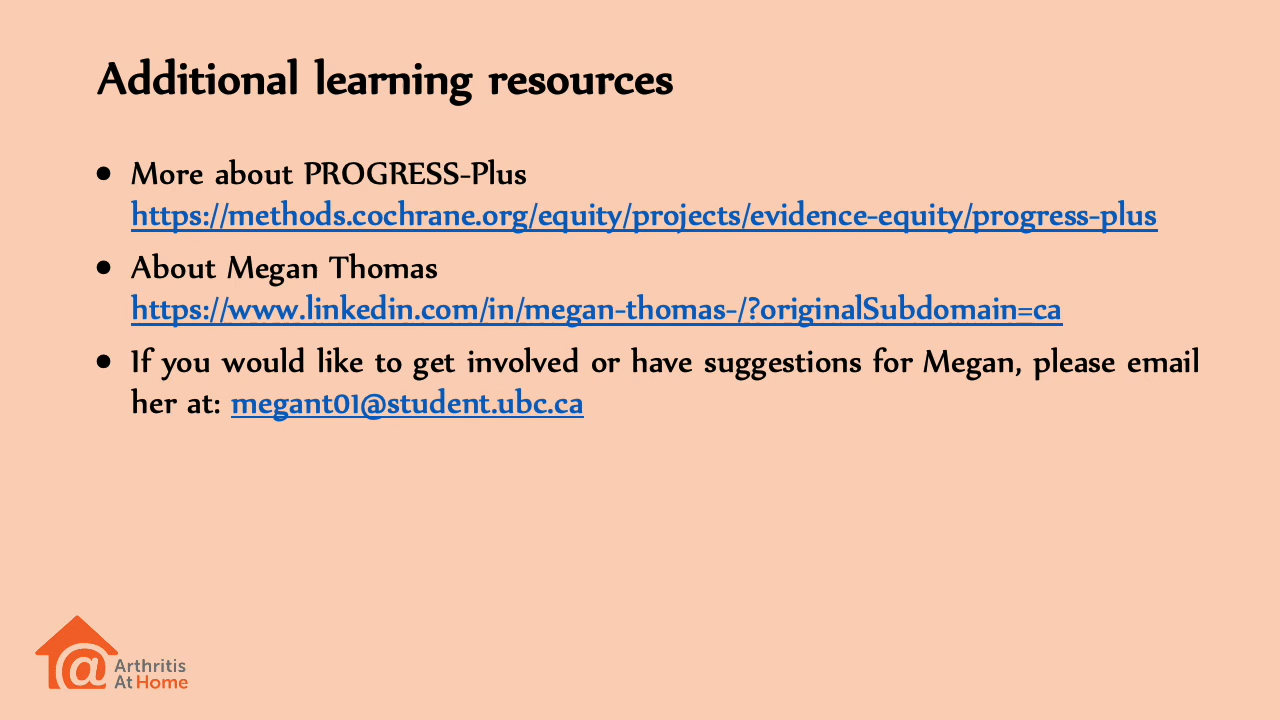 Additional learning resources
• More about PROGRESS-Plus
https://methods.cochrane.org/equity/projects/evidence-equity/progress-plus
• About Megan Thomas
https://www.linkedin.com/in/megan-thomas-/?originalSubdomain=ca
• If you would like to get involved or have suggestions for Megan, please email
her at: megant01@student.ubc.ca
@ Arthritis
At Home